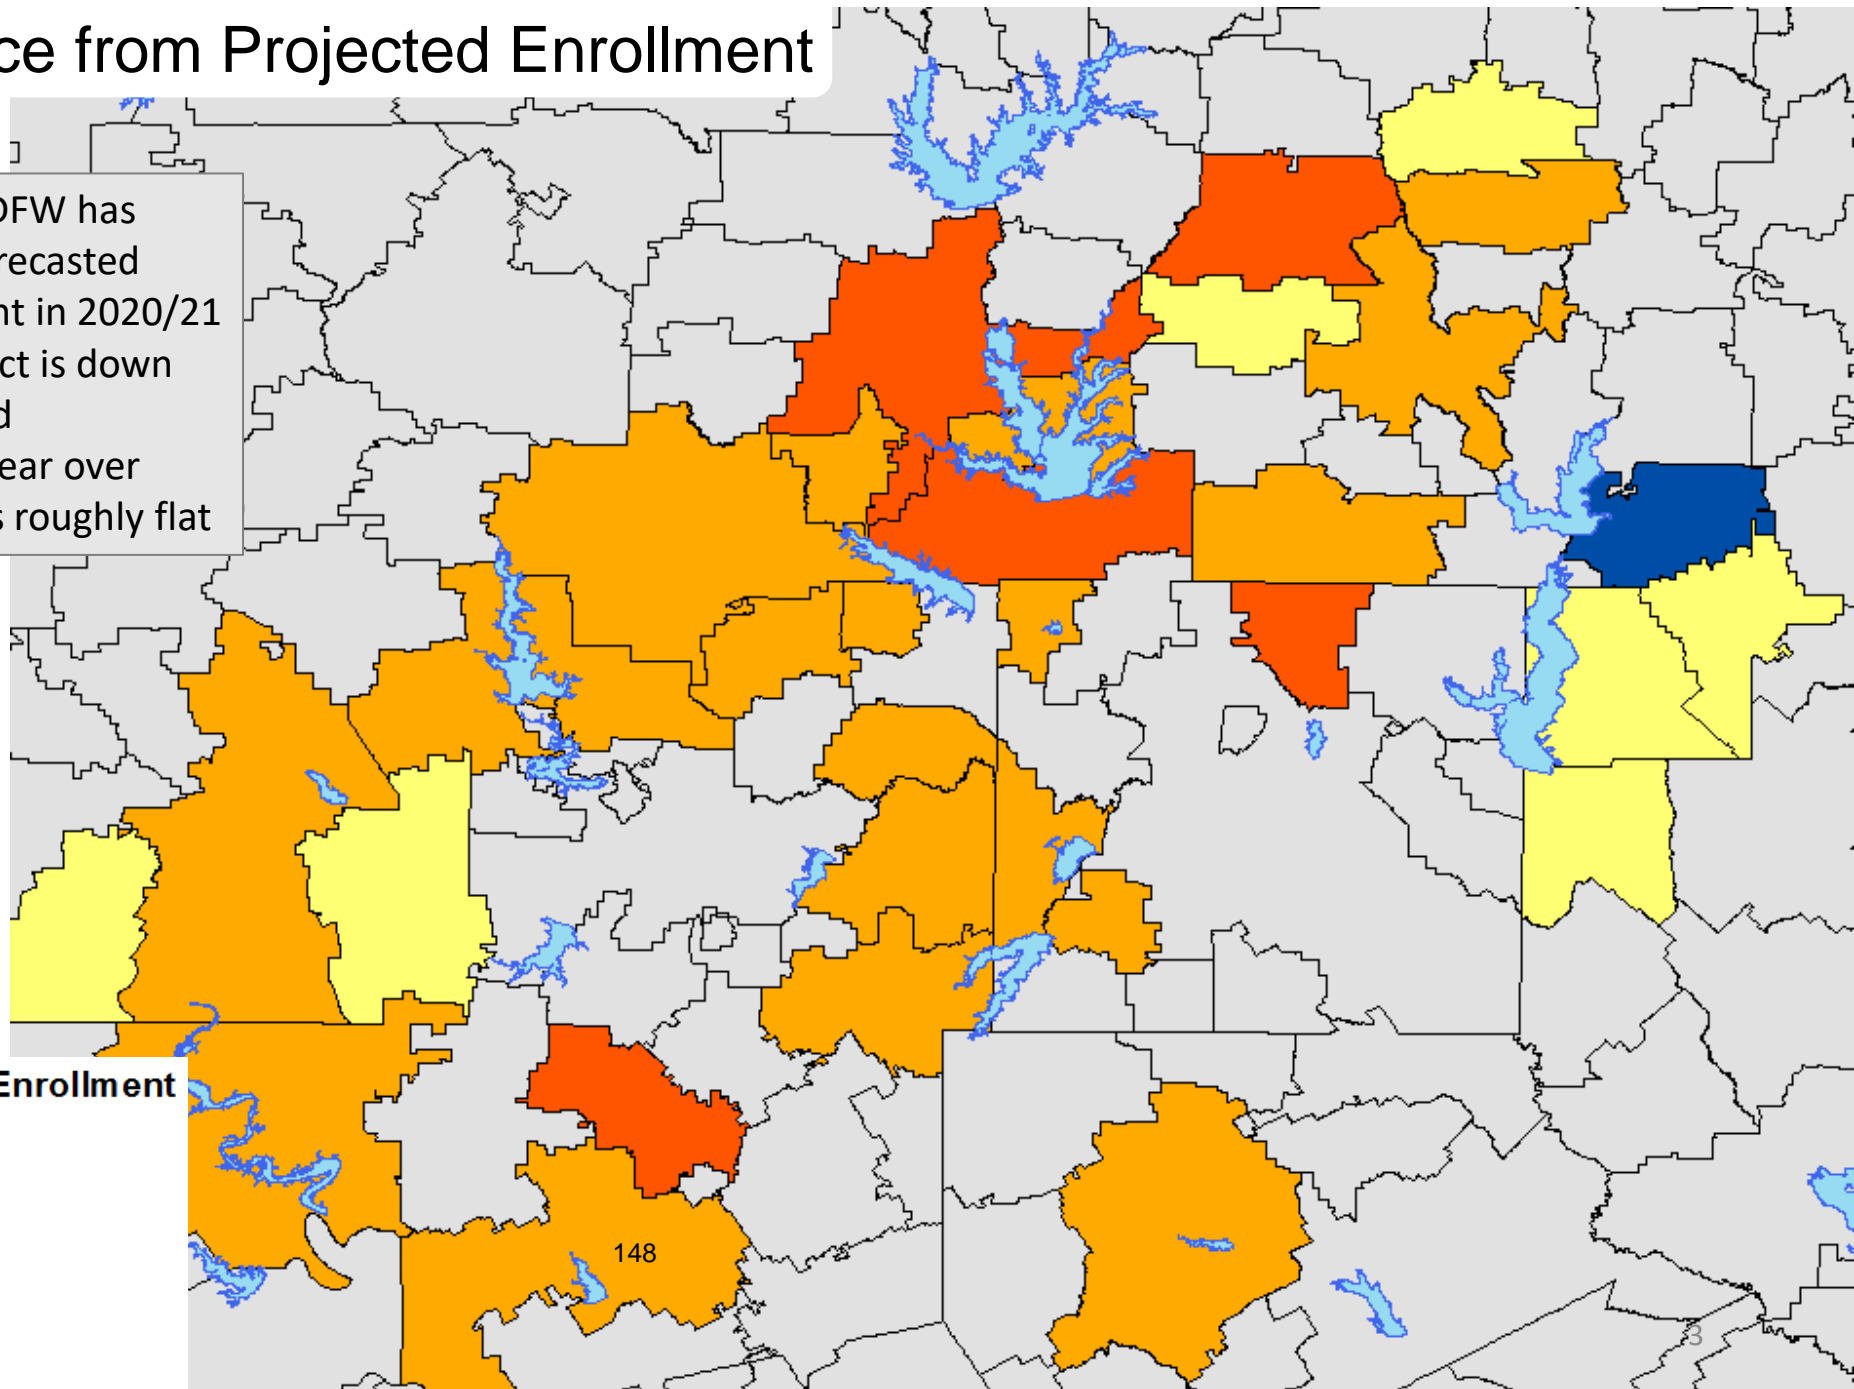 ce from Projected Enrollment
DFW has
recasted
nt in 2020/21
ct is down
d
ear over
s roughly flat
Enrollment
148
3